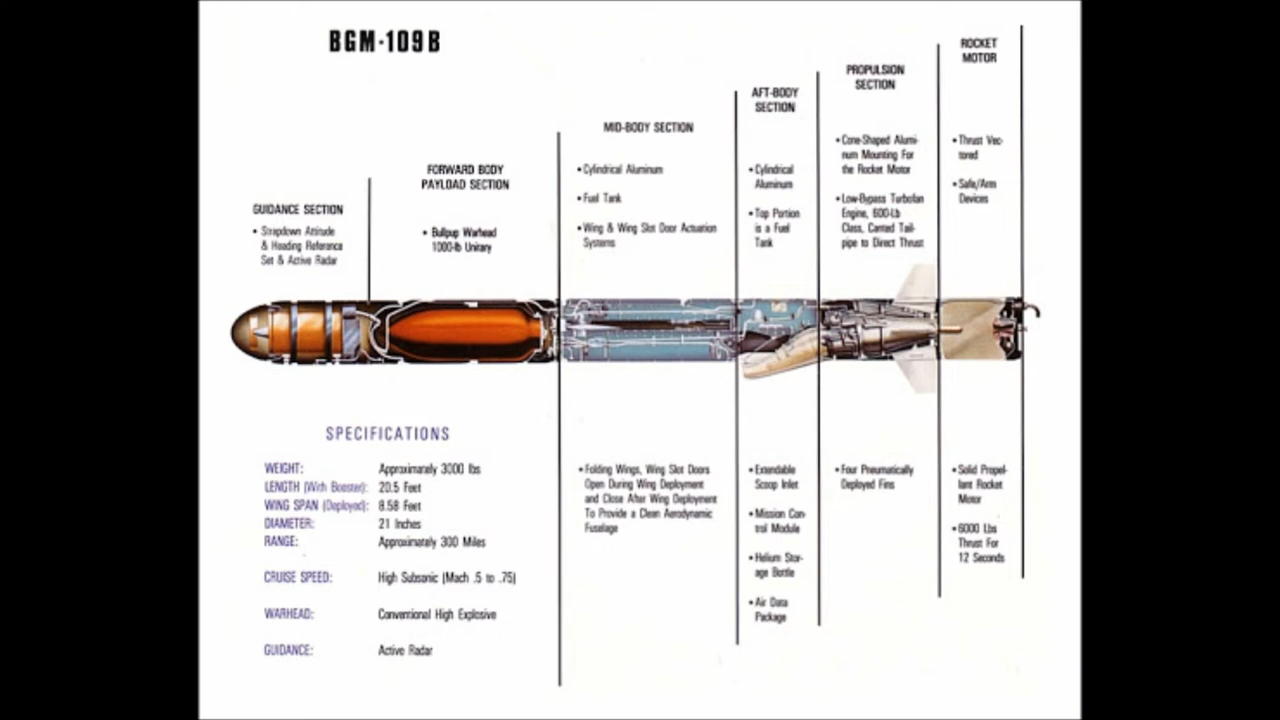 BGM-109B
GUIDANCE SECTION
• Strapdown Attitude
& Heading Reference
Set & Active Radar
FORWARD BODY
PAYLOAD SECTION
• Bullpup Warhead
1000-lb Unirary
MID-BODY SECTION
• Cylindrical Aluminum
• Fuel Tank
• Wing & Wing Slot Door Actuation
Systems
AFT-BODY
SECTION
• Cylindrical
Aluminum
• Top Portion
is a Fuel
Tank
PROPULSION
SECTION
• Cone-Shaped Alumi-
num Mounting For
the Rocket Motor
• Low-Bypass Turbofan
Engine, 600-Lb
Class, Canted Tail-
pipe to Direct Thrust
ROCKET
MOTOR
• Thrust Vec-
tored
• Safe/Arm
Devices
SPECIFICATIONS
WEIGHT: Approximately 3000 lbs
LENGTH (With Booster): 20.5 Feet
WING SPAN (Deployed): 8.58 Feet
DIAMETER: 21 Inches
RANGE: Approximately 300 Miles
CRUISE SPEED: High Subsonic (Mach .5 to .75)
WARHEAD: Conventional High Explosive
GUIDANCE: Active Radar
• Folding Wings, Wing Slot Doors
Open During Wing Deployment
and Close After Wing Deployment
To Provide a Clean Aerodynamic
Fuselage
• Extendable
Scoop Inlet
• Mission Con-
trol Module
• Helium Stor-
age Bottle
• Air Data
Package
• Four Pneumatically
Deployed Fins
• Solid Propel-
lant Rocket
Motor
• 6000 Lbs
Thrust For
12 Seconds